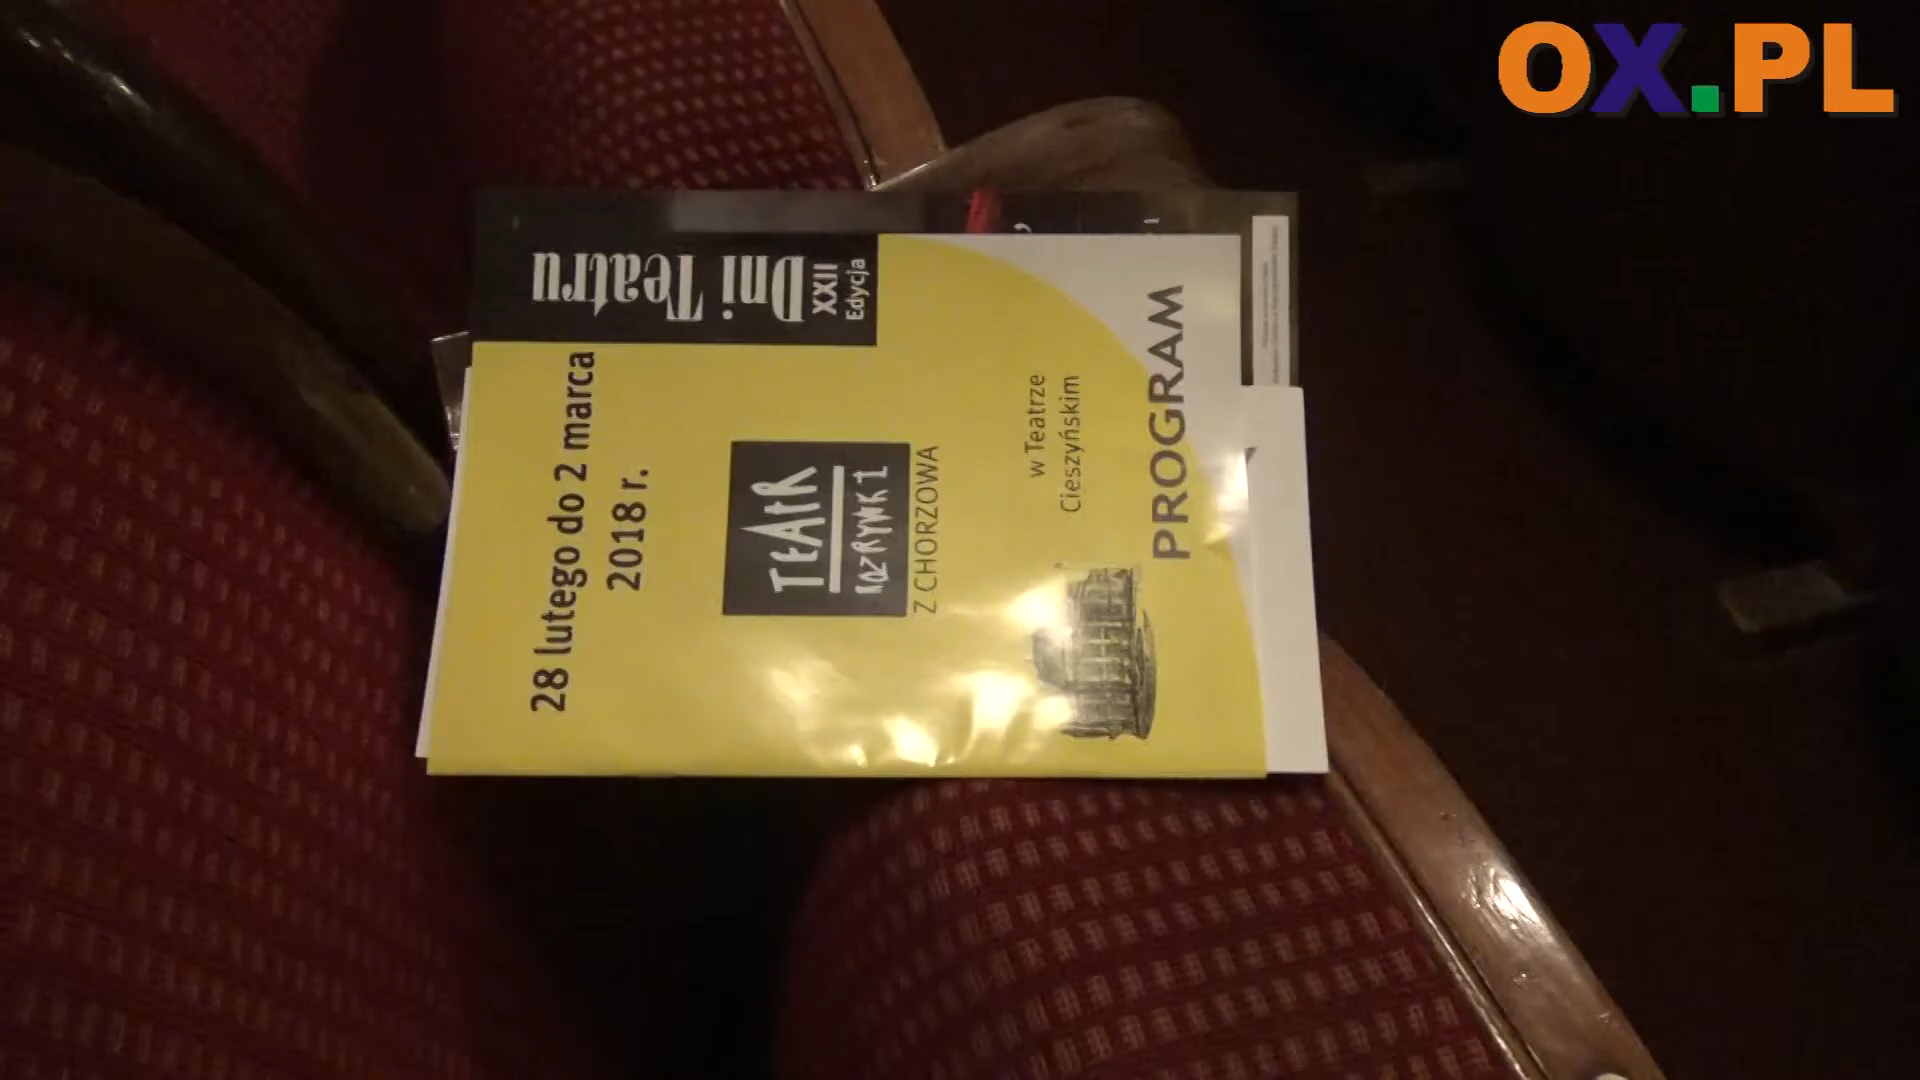 OX.PL
Dni Teatru
XXII
Edycja
28 lutego do 2 marca
2018 r.
TEATR
ROZRYWKI
Z CHORZOWA
w Teatrze
Cieszyńskim
PROGRAM